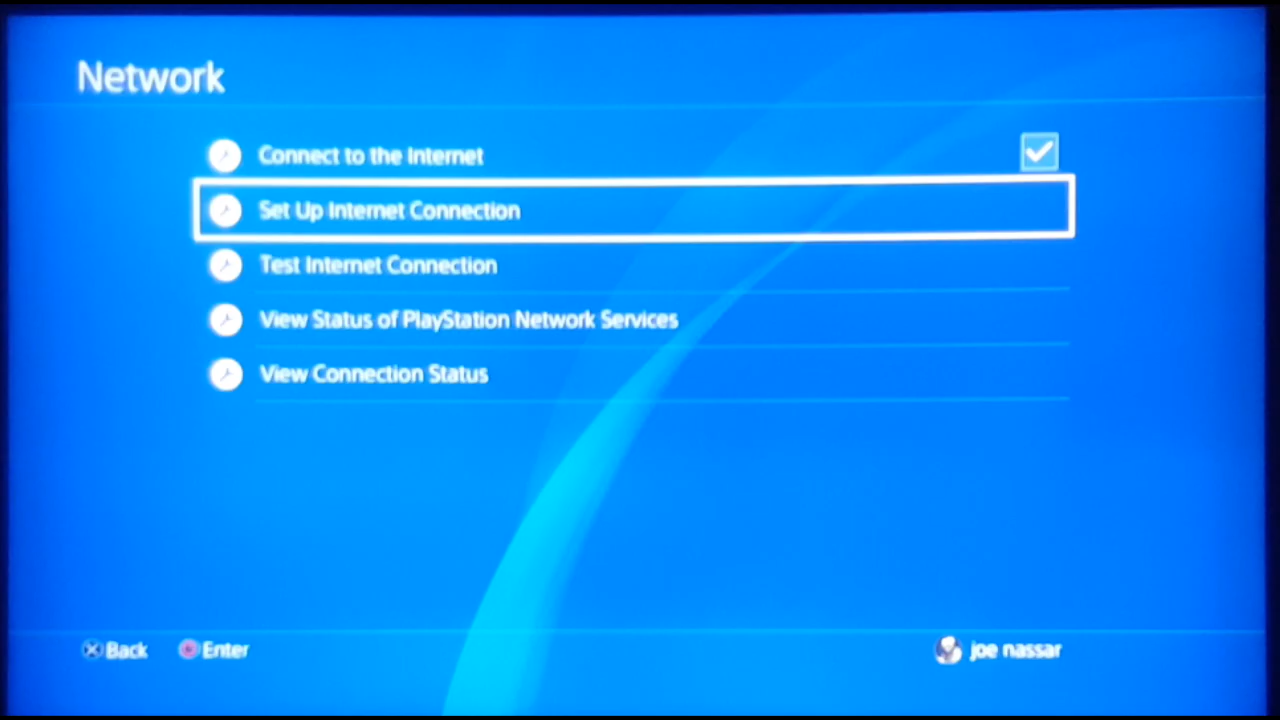 Network
Connect to the Internet
Set Up Internet Connection
Test Internet Connection
View Status of PlayStation Network Services
View Connection Status
Back Enter joe nassar